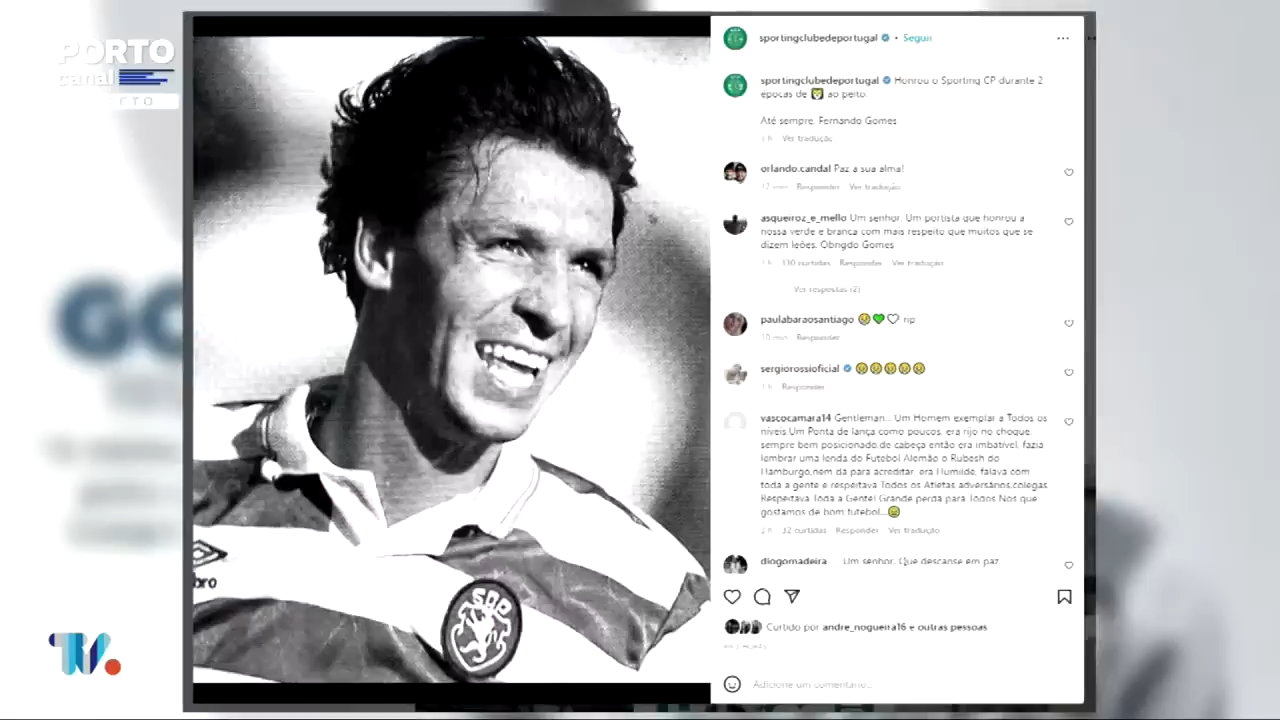 PORTO
canal
sportingclubedeportugal • Seguir
sportingclubedeportugal Honrou o Sporting CP durante 2
épocas de 🦁 ao peito.
Até sempre, Fernando Gomes
1 h Ver tradução
orlando.candal Paz a sua alma!
Responder Ver tradução
asqueiroz_e_mello Um senhor. Um portista que honrou a
nossa verde e branca com mais respeito que muitos que se
dizem leões. Obrigdo Gomes
1 h 110 curtidas Responder Ver tradução
Ver respostas (2)
paulabaraosantiago 😢💚🤍 rip
Responder
sergiorossioficial 😢😢😢😢😢
1 h Responder
vascocamara14 Gentleman... Um Homem exemplar a Todos os
níveis.Um Ponta de lança como poucos, era rijo no choque,
sempre bem posicionado,de cabeça então era imbatível, fazia
lembrar uma lenda do Futebol Alemão o Rubesh do
Hamburgo,nem dá para acreditar, era Humilde, falava com
toda a gente e respeitava Todos os Atletas adversários,colegas.
Respeitava Toda a Gente! Grande perda para Todos Nós que
gostamos de bom futebol...😢
2 h 32 curtidas Responder Ver tradução
diogomadeira Um senhor. Que descanse em paz
Curtido por andre_nogueira16 e outras pessoas
Adicione um comentário...
bro
SCP